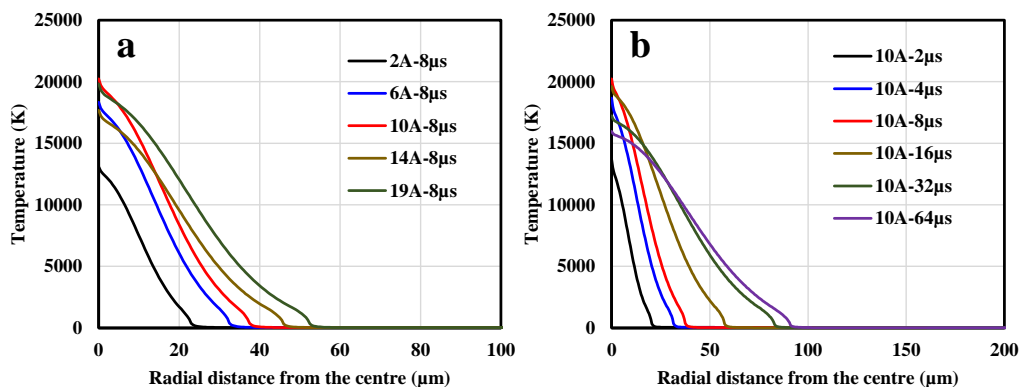 a
Temperature (K)
25000
20000
15000
10000
5000
0
0
20
40
60
80
100
Radial distance from the centre (µm)
2A-8µs
6A-8µs
10A-8µs
14A-8µs
19A-8µs
b
Temperature (K)
25000
20000
15000
10000
5000
0
0
50
100
150
200
Radial distance from the centre (µm)
10A-2µs
10A-4µs
10A-8µs
10A-16µs
10A-32µs
10A-64µs